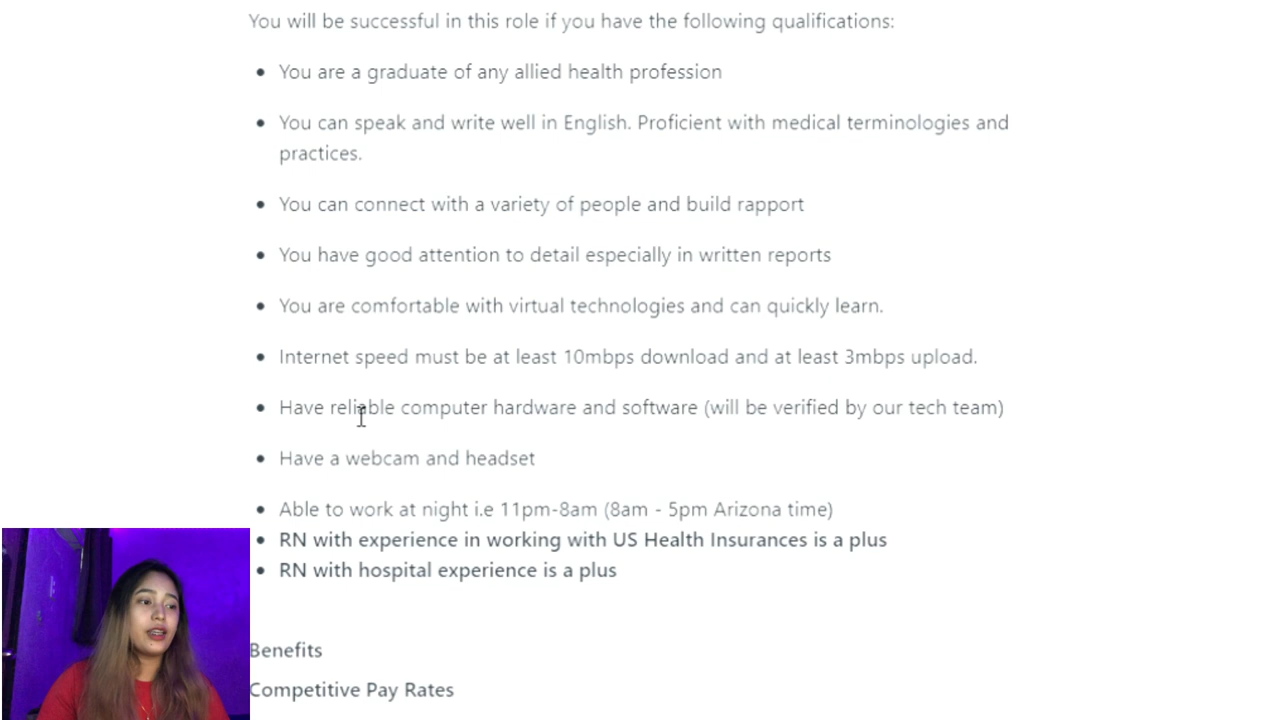 You will be successful in this role if you have the following qualifications:
You are a graduate of any allied health profession
You can speak and write well in English. Proficient with medical terminologies and
practices.
You can connect with a variety of people and build rapport
You have good attention to detail especially in written reports
You are comfortable with virtual technologies and can quickly learn.
Internet speed must be at least 10mbps download and at least 3mbps upload.
Have reliable computer hardware and software (will be verified by our tech team)
Have a webcam and headset
Able to work at night i.e 11pm-8am (8am - 5pm Arizona time)
RN with experience in working with US Health Insurances is a plus
RN with hospital experience is a plus
Benefits
Competitive Pay Rates